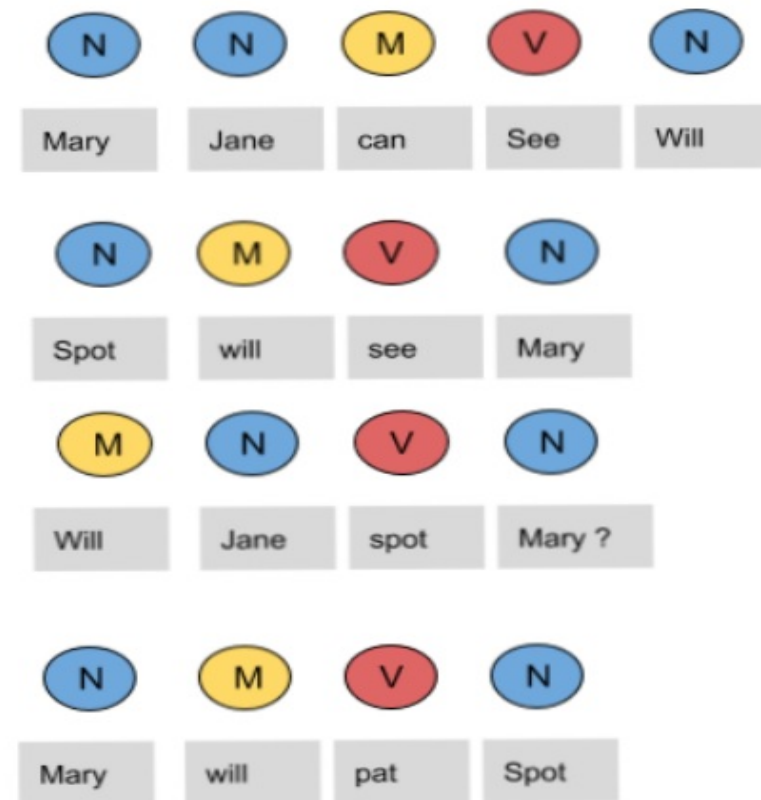 N N M V N
Mary Jane can See Will
N M V N
Spot will see Mary
M N V N
Will Jane spot Mary ?
N M V N
Mary will pat Spot